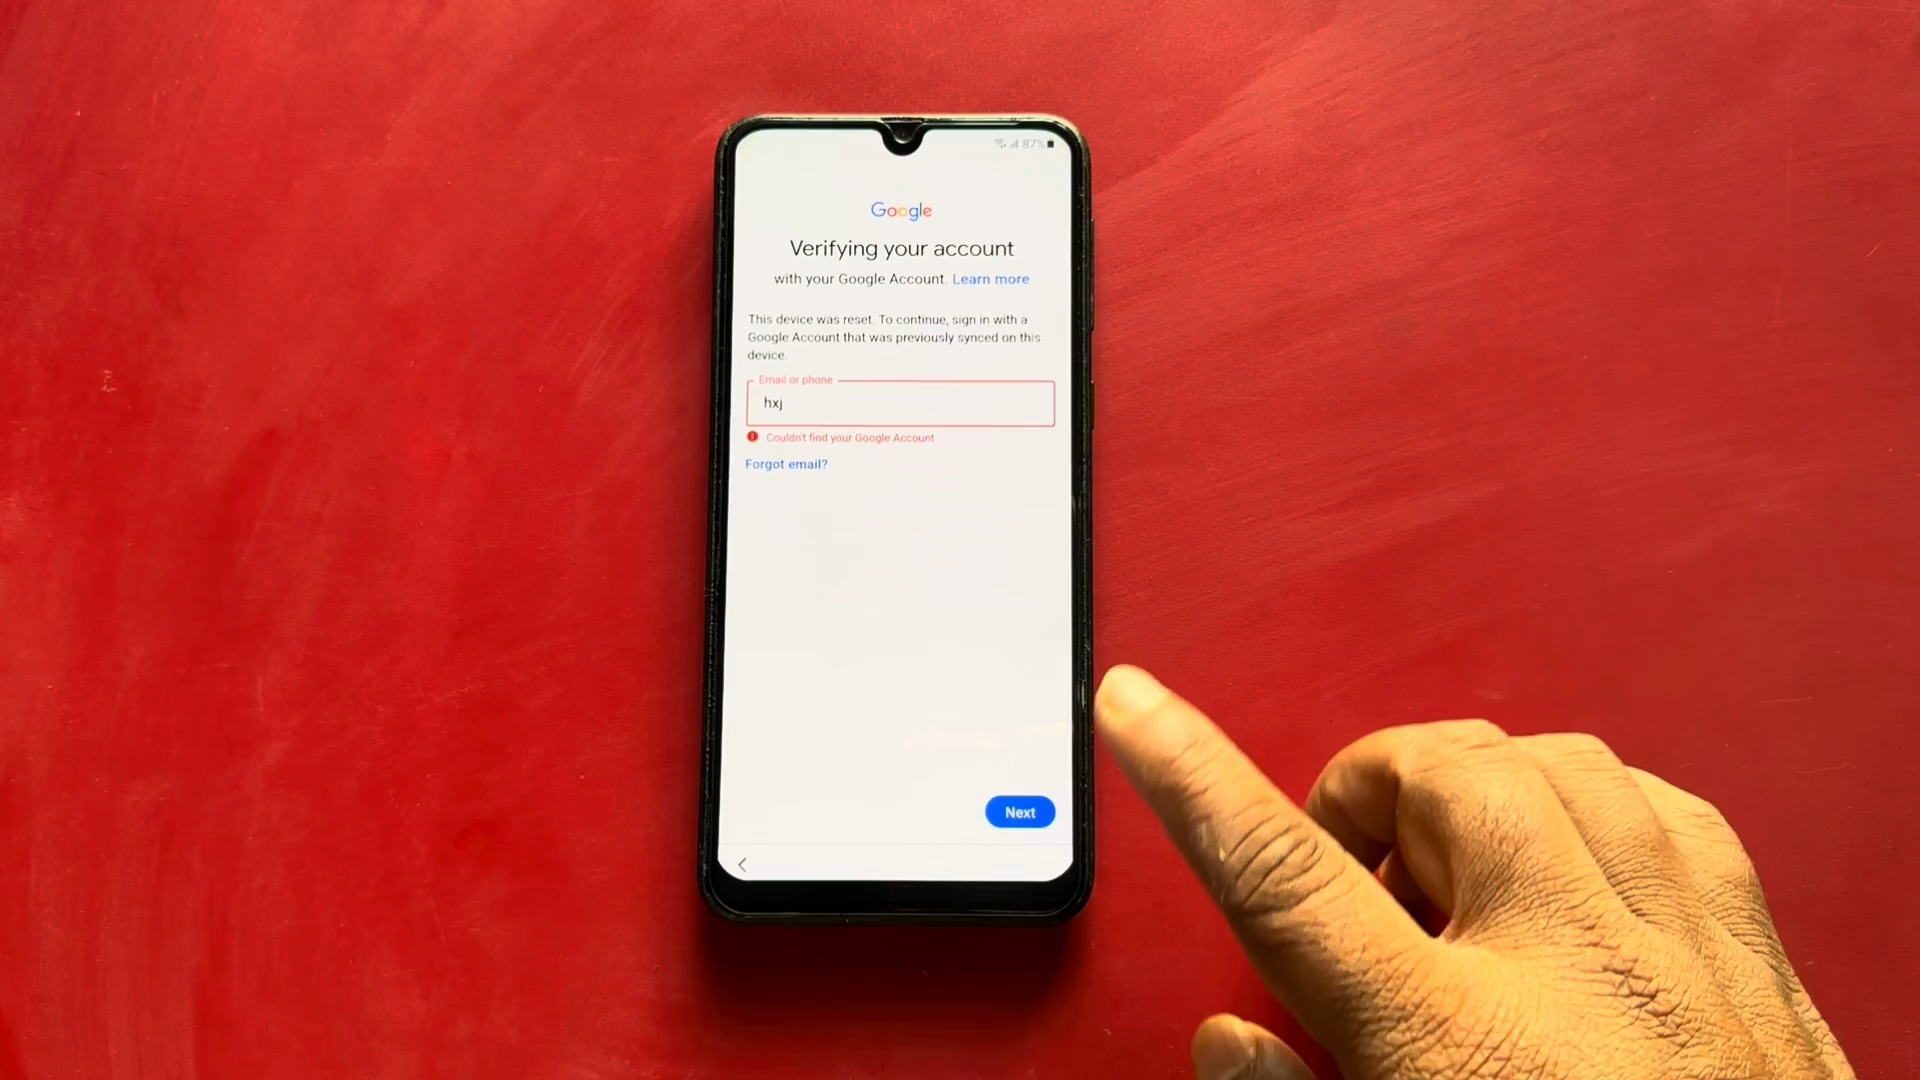 87%
Google
Verifying your account
with your Google Account. Learn more
This device was reset. To continue, sign in with a
Google Account that was previously synced on this
device.
Email or phone
hxj
Couldn't find your Google Account
Forgot email?
Next